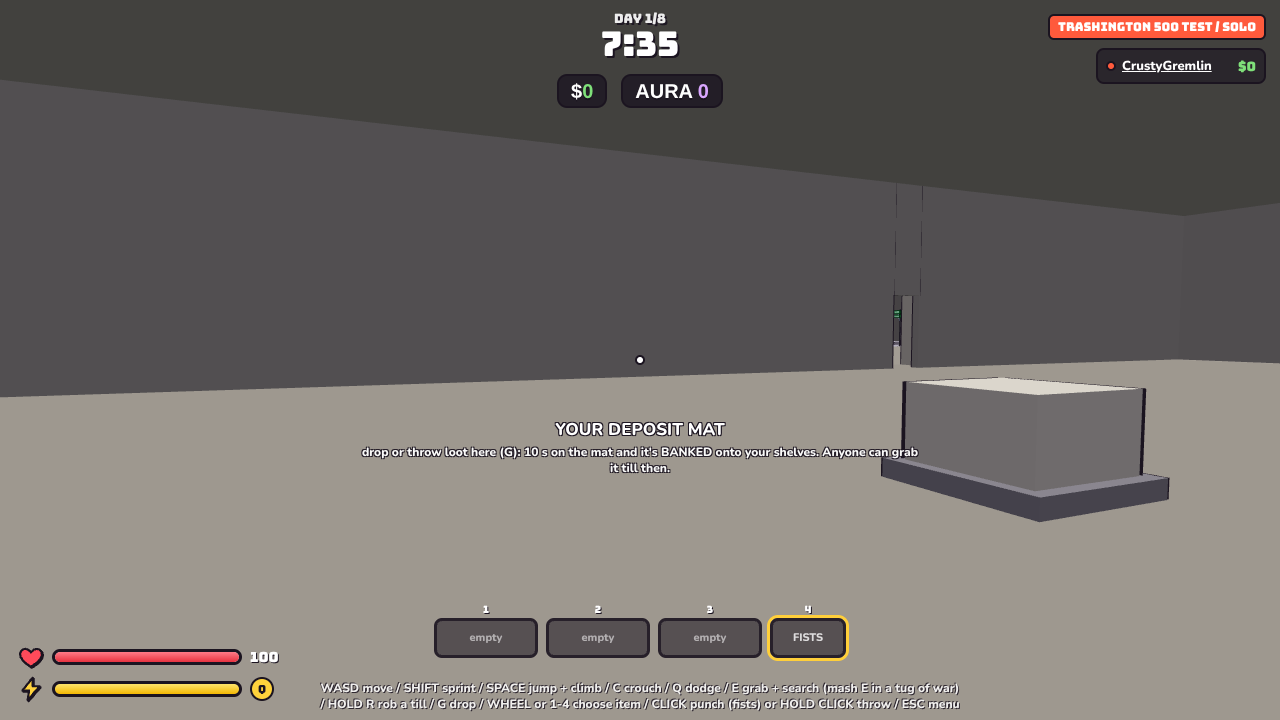 DAY 1/8
7:35
$0
AURA 0
TRASHINGTON 500 TEST / SOLO
CrustyGremlin $0
YOUR DEPOSIT MAT
drop or throw loot here (G): 10 s on the mat and it's BANKED onto your shelves. Anyone can grab
it till then.
1 2 3 4
empty empty empty FISTS
100
0
WASD move / SHIFT sprint / SPACE jump + climb / C crouch / Q dodge / E grab + search (mash E in a tug of war)
/ HOLD R rob a till / G drop / WHEEL or 1-4 choose item / CLICK punch (fists) or HOLD CLICK throw / ESC menu